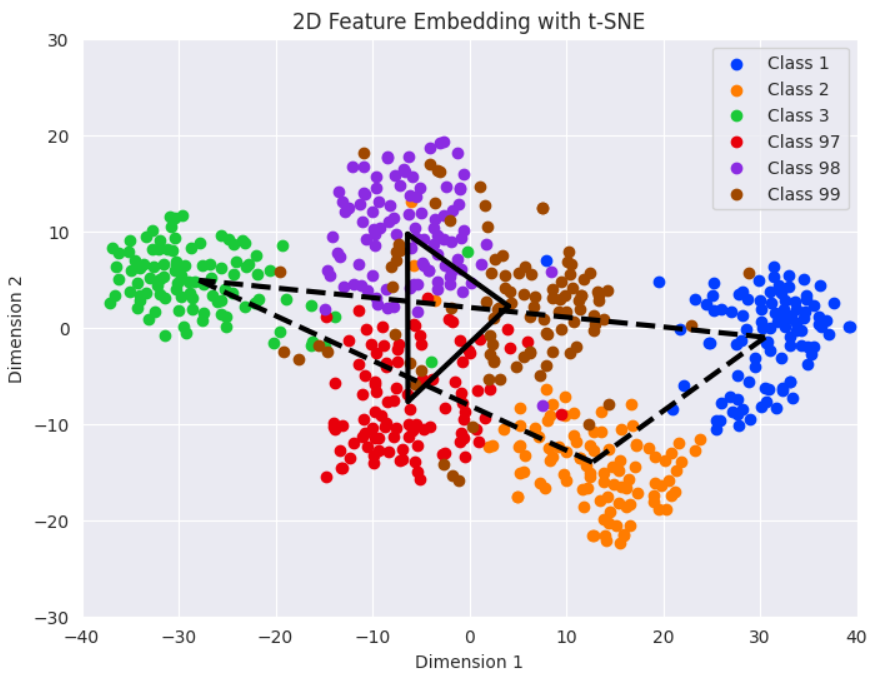 2D Feature Embedding with t-SNE
30
20
10
0
−10
−20
−30
Dimension 2
Class 1
Class 2
Class 3
Class 97
Class 98
Class 99
−40 −30 −20 −10 0 10 20 30 40
Dimension 1